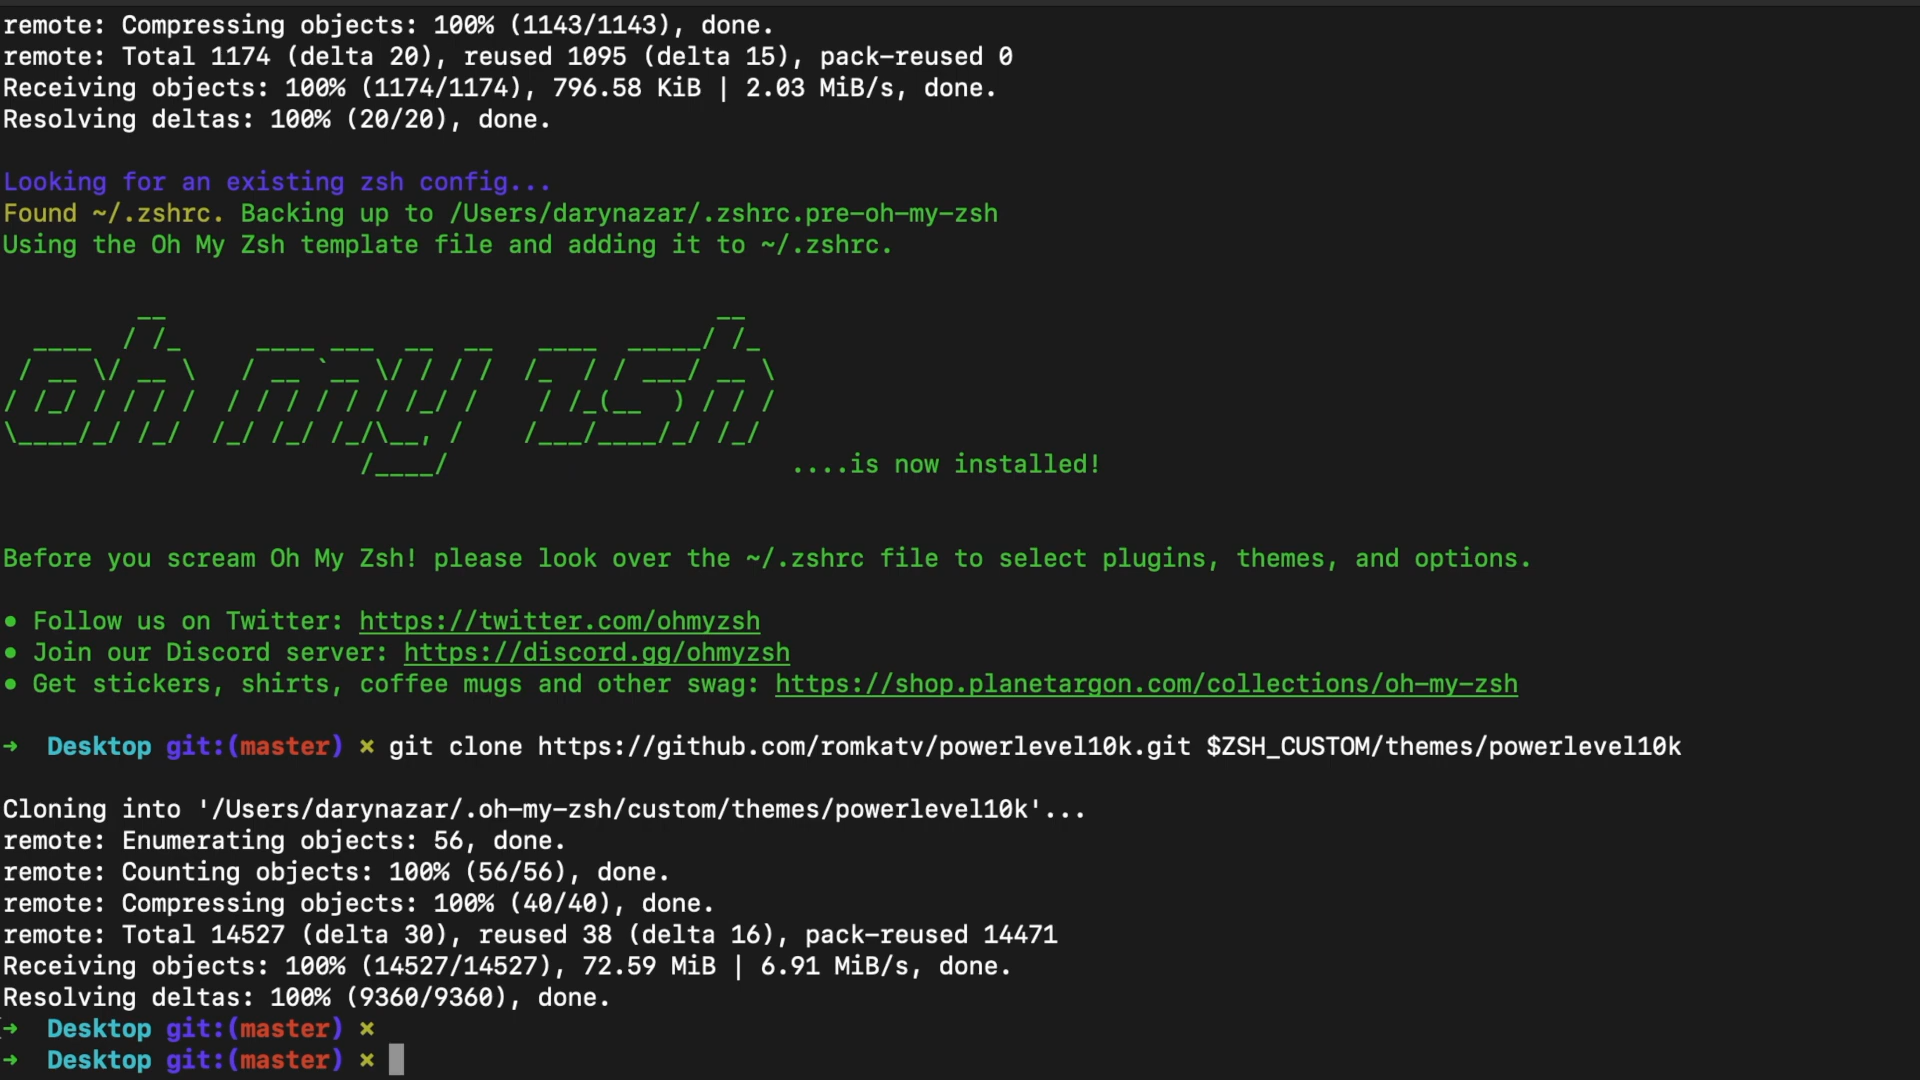 remote: Compressing objects: 100% (1143/1143), done.
remote: Total 1174 (delta 20), reused 1095 (delta 15), pack-reused 0
Receiving objects: 100% (1174/1174), 796.58 KiB | 2.03 MiB/s, done.
Resolving deltas: 100% (20/20), done.
Looking for an existing zsh config...
Found ~/.zshrc. Backing up to /Users/darynazar/.zshrc.pre-oh-my-zsh
Using the Oh My Zsh template file and adding it to ~/.zshrc.
oh my zsh
....is now installed!
Before you scream Oh My Zsh! please look over the ~/.zshrc file to select plugins, themes, and options.
• Follow us on Twitter: https://twitter.com/ohmyzsh
• Join our Discord server: https://discord.gg/ohmyzsh
• Get stickers, shirts, coffee mugs and other swag: https://shop.planetargon.com/collections/oh-my-zsh
➜  Desktop git:(master) ✗ git clone https://github.com/romkatv/powerlevel10k.git $ZSH_CUSTOM/themes/powerlevel10k
Cloning into '/Users/darynazar/.oh-my-zsh/custom/themes/powerlevel10k'...
remote: Enumerating objects: 56, done.
remote: Counting objects: 100% (56/56), done.
remote: Compressing objects: 100% (40/40), done.
remote: Total 14527 (delta 30), reused 38 (delta 16), pack-reused 14471
Receiving objects: 100% (14527/14527), 72.59 MiB | 6.91 MiB/s, done.
Resolving deltas: 100% (9360/9360), done.
➜  Desktop git:(master) ✗
➜  Desktop git:(master) ✗